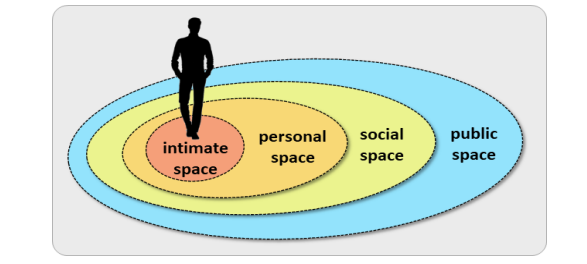 intimate
space
personal
space
social
space
public
space